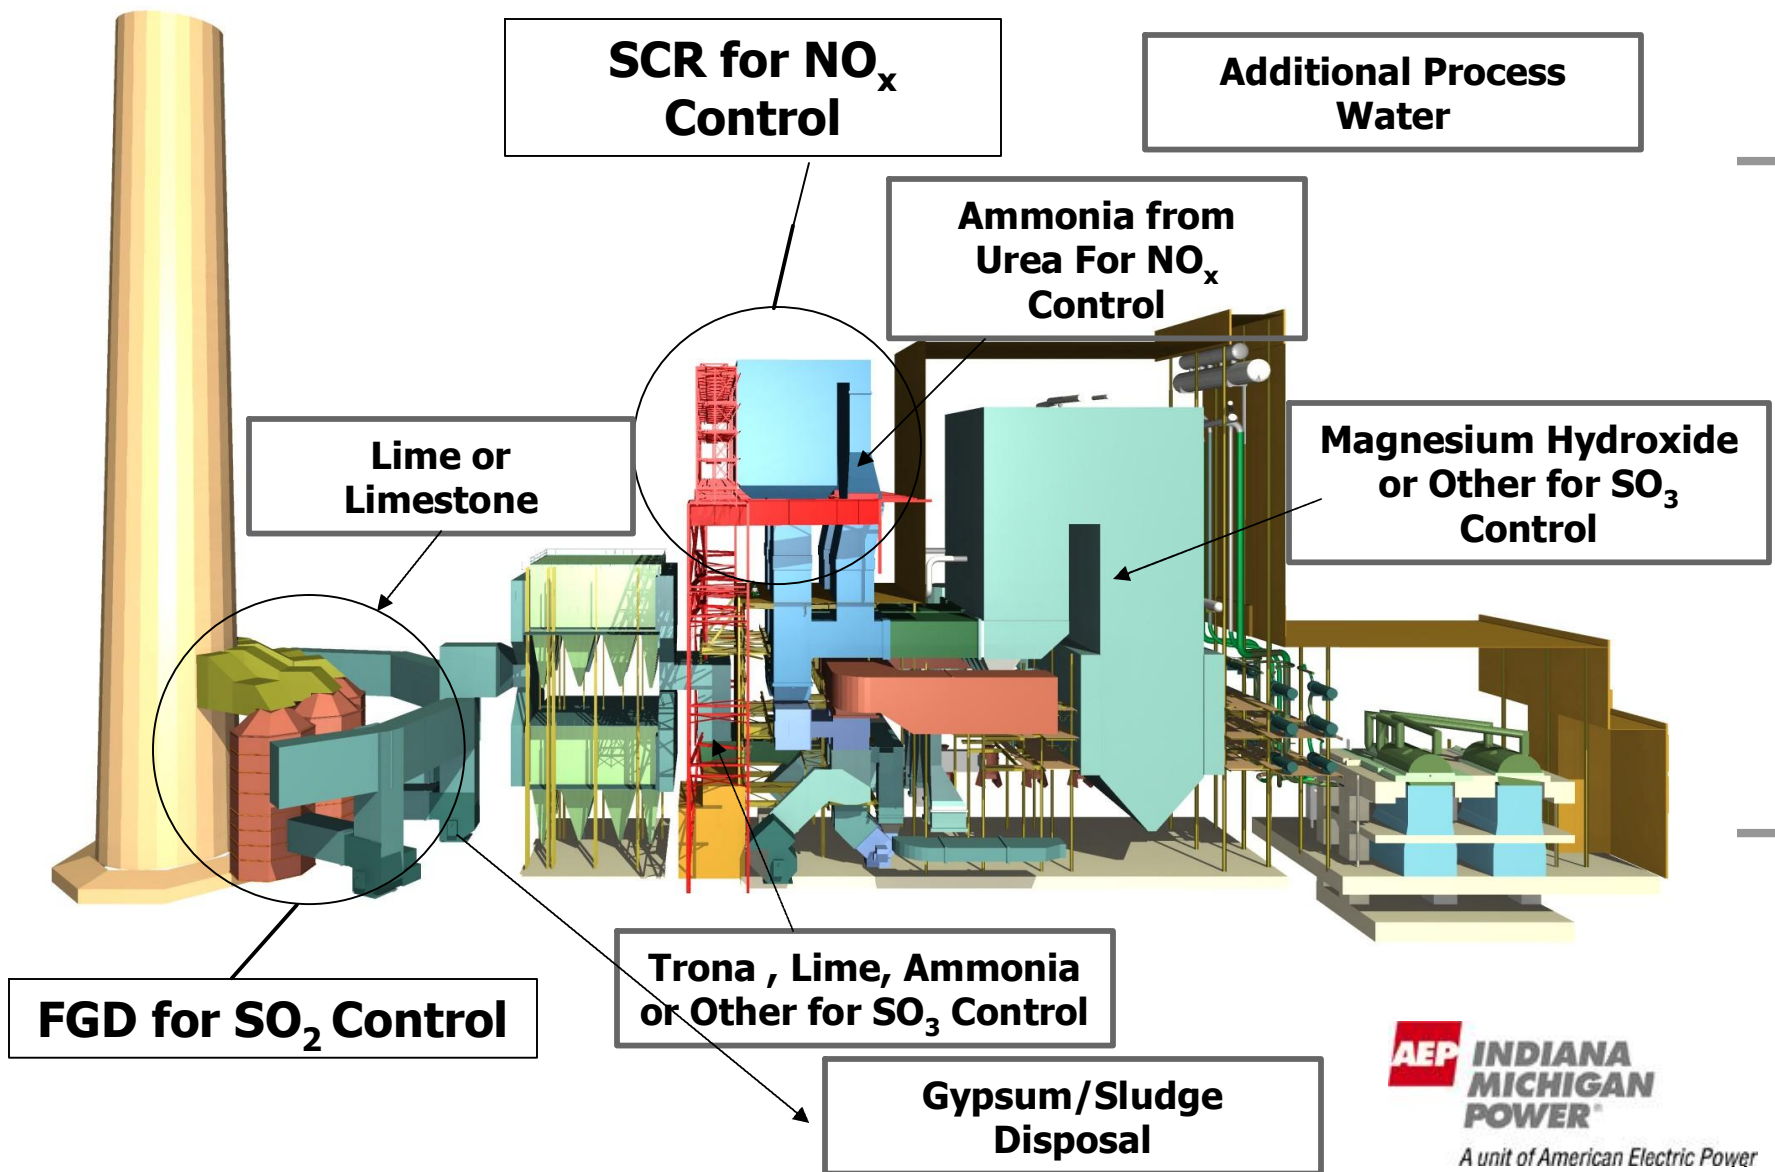 SCR for NOx
Control
Additional Process
Water
Ammonia from
Urea For NOx
Control
Lime or
Limestone
Magnesium Hydroxide
or Other for SO3
Control
Trona , Lime, Ammonia
or Other for SO3 Control
FGD for SO2 Control
Gypsum/Sludge
Disposal
AEP INDIANA
MICHIGAN
POWER®
A unit of American Electric Power